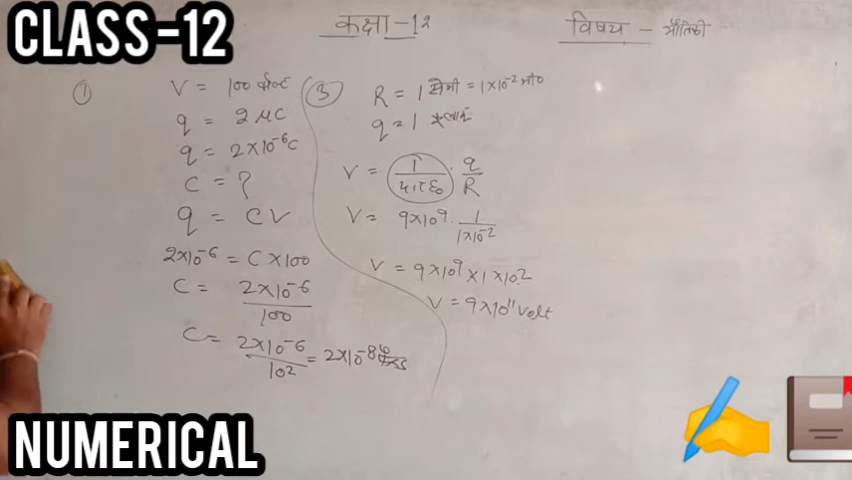 CLASS-12
कक्षा-12
विषय - भौतिकी
①
V = 100 वोल्ट
q = 2 μC
q = 2×10⁻⁶C
C = ?
q = CV
2×10⁻⁶ = C×100
C = 2×10⁻⁶/100
C = 2×10⁻⁶/10² = 2×10⁻⁸
③
R = 1 सेमी = 1×10⁻² मी०
q = 1
V = 1/4πε₀ · q/R
V = 9×10⁹ · 1/1×10⁻²
V = 9×10⁹×1×10²
V = 9×10¹¹ Volt
NUMERICAL